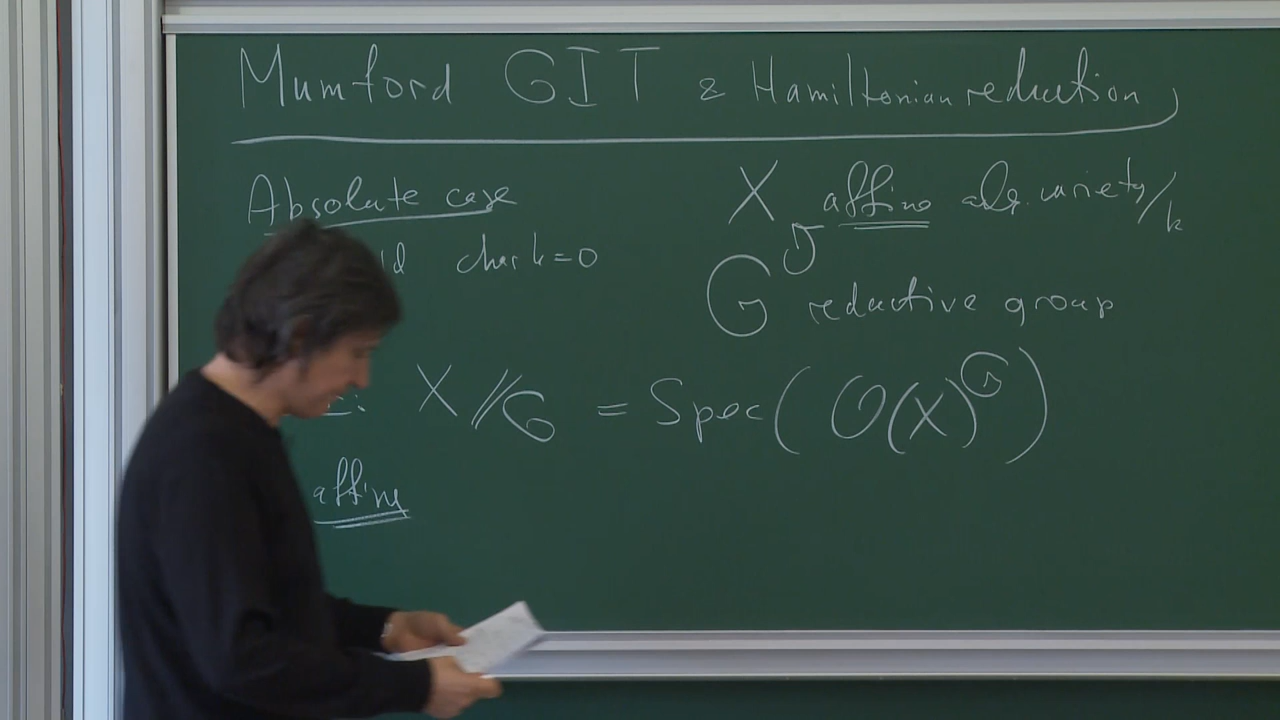 Mumford GIT & Hamiltonian reduction
Absolute case
char k=0
X affine alg. variety/k
G reductive group
X//G = Spec(O(X)^G)
affine